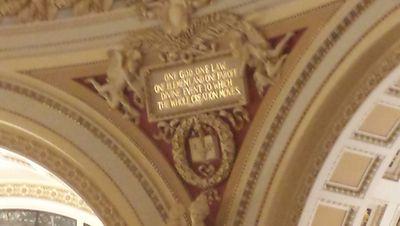 ONE GOD, ONE LAW,
ONE ELEMENT AND ONE FAR OFF
DIVINE EVENT TO WHICH
THE WHOLE CREATION MOVES